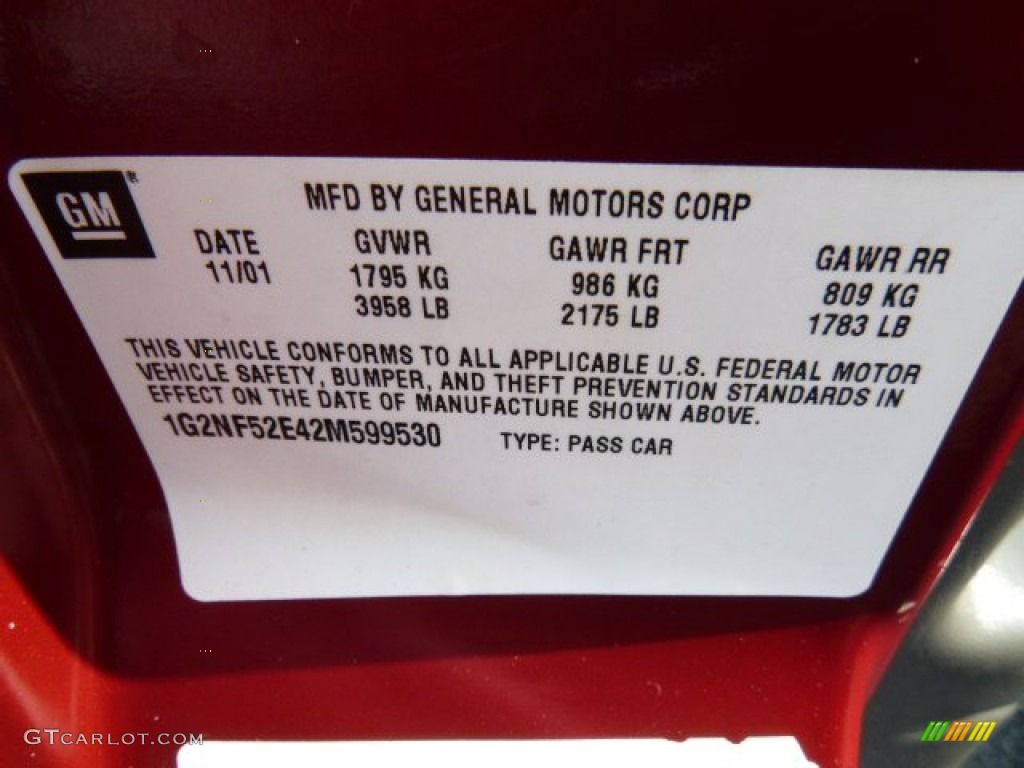 GM®
MFD BY GENERAL MOTORS CORP
DATE GVWR GAWR FRT GAWR RR
11/01 1795 KG 986 KG 809 KG
3958 LB 2175 LB 1783 LB
THIS VEHICLE CONFORMS TO ALL APPLICABLE U.S. FEDERAL MOTOR
VEHICLE SAFETY, BUMPER, AND THEFT PREVENTION STANDARDS IN
EFFECT ON THE DATE OF MANUFACTURE SHOWN ABOVE.
1G2NF52E42M599530 TYPE: PASS CAR
GTCARLOT.COM